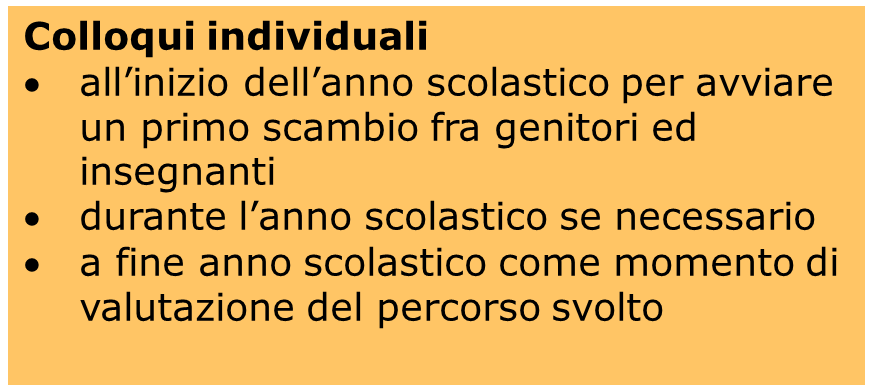 Colloqui individuali
• all’inizio dell’anno scolastico per avviare
un primo scambio fra genitori ed
insegnanti
• durante l’anno scolastico se necessario
• a fine anno scolastico come momento di
valutazione del percorso svolto